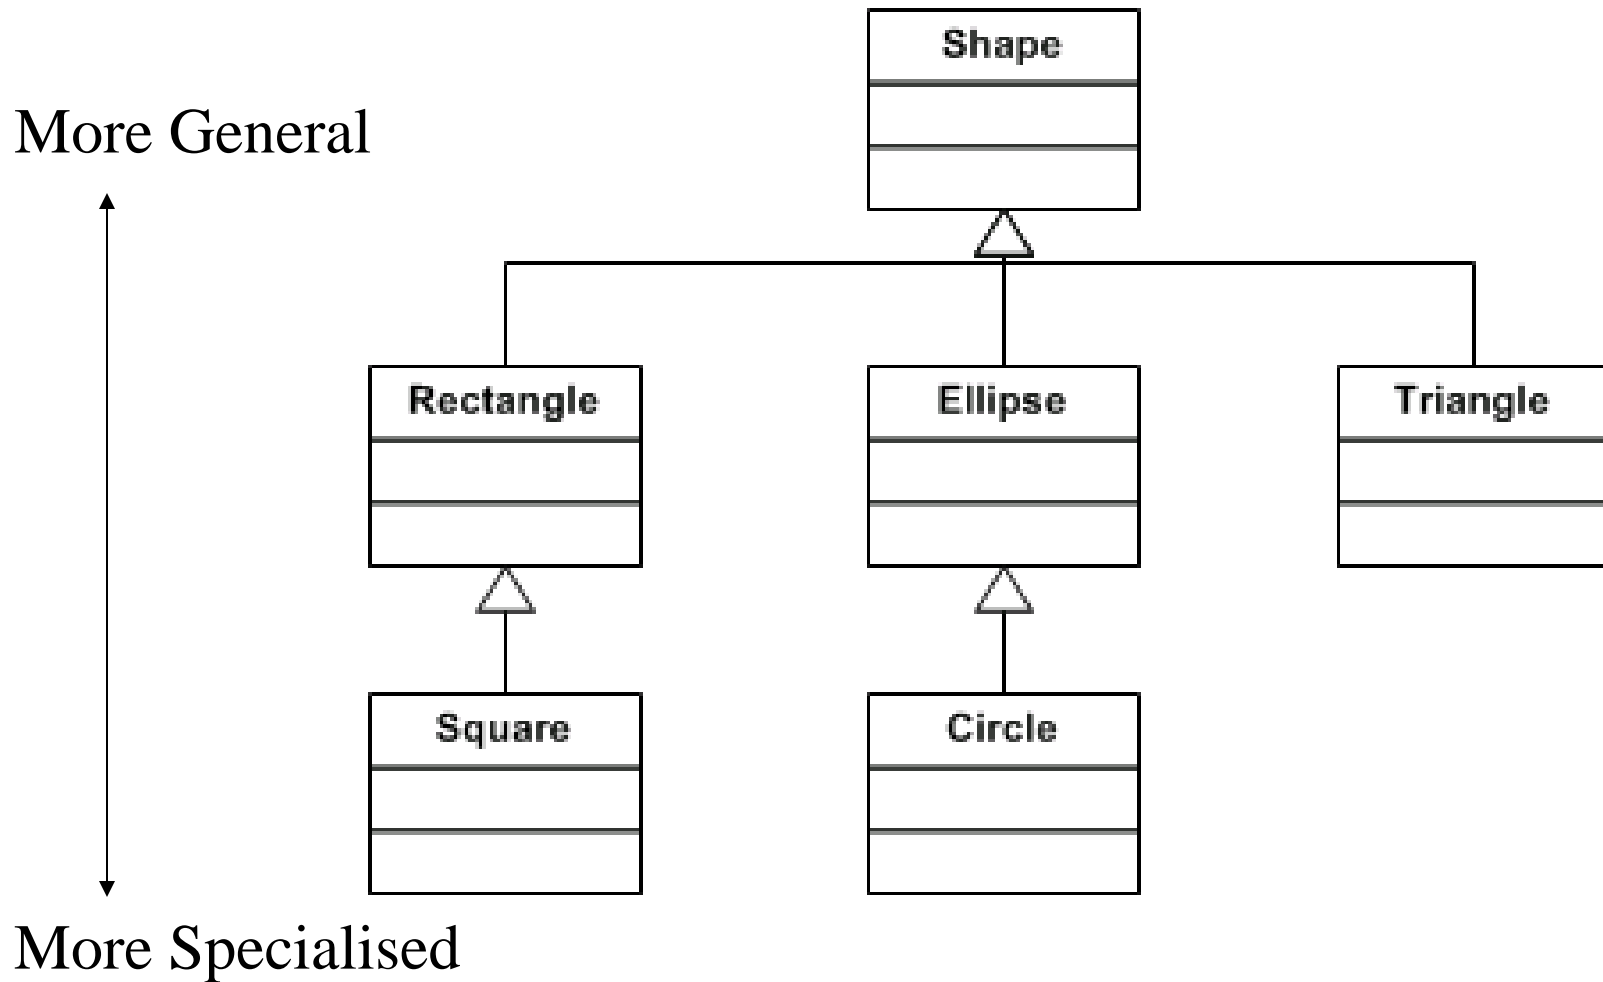 Shape
More General
Rectangle
Ellipse
Triangle
Square
Circle
More Specialised